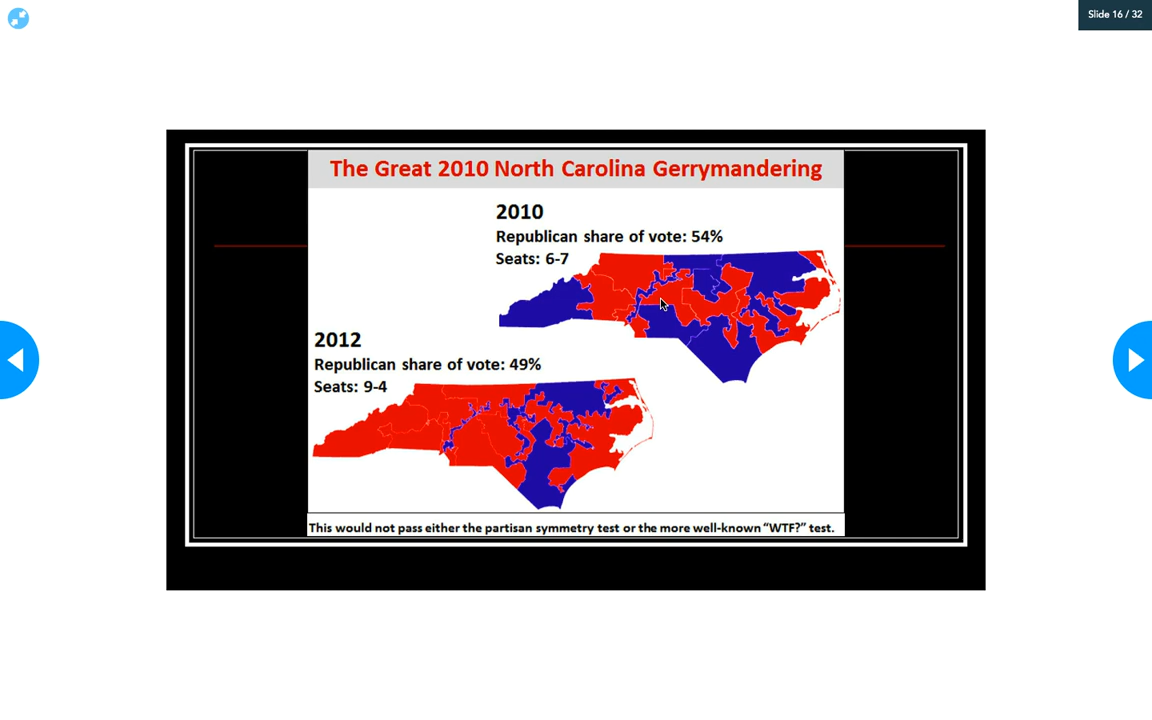 Slide 16 / 32
The Great 2010 North Carolina Gerrymandering
2010
Republican share of vote: 54%
Seats: 6-7
2012
Republican share of vote: 49%
Seats: 9-4
This would not pass either the partisan symmetry test or the more well-known “WTF?” test.